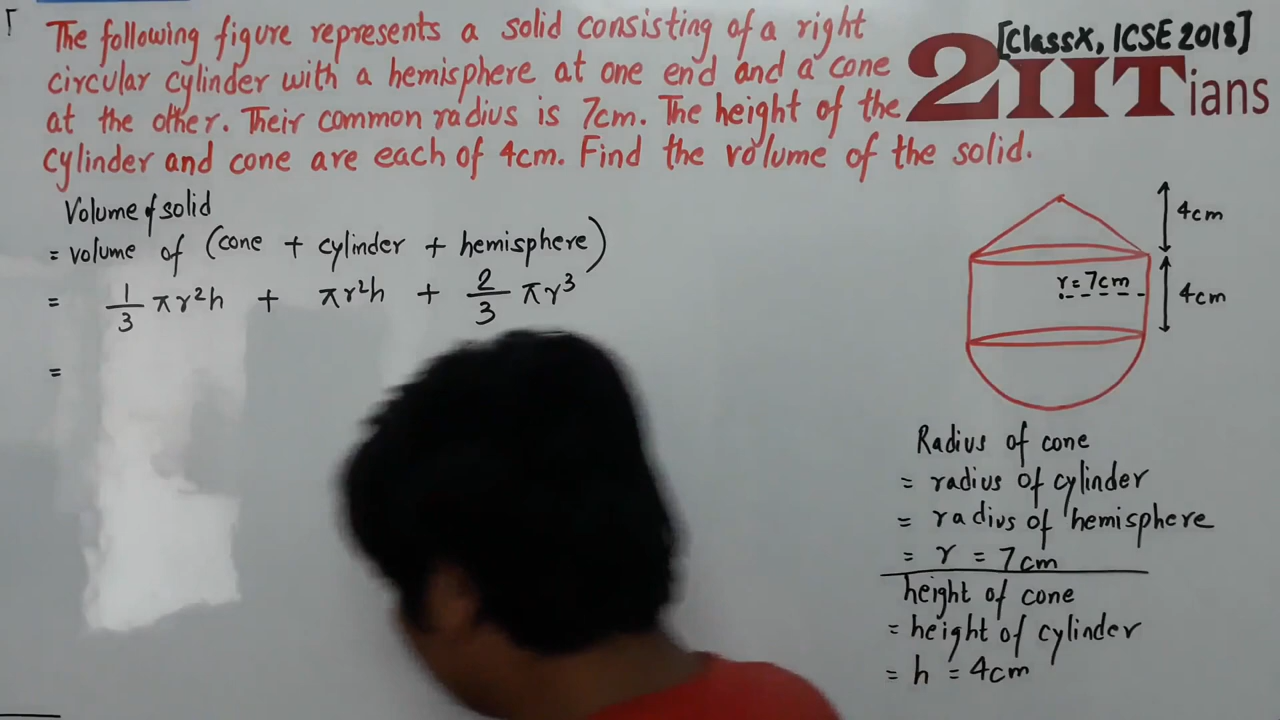 The following figure represents a solid consisting of a right
circular cylinder with a hemisphere at one end and a cone
at the other. Their common radius is 7cm. The height of the
cylinder and cone are each of 4cm. Find the volume of the solid.
[Class X, ICSE 2018]
2IITians
Volume of solid
= volume of (cone + cylinder + hemisphere)
= 1/3 πr²h + πr²h + 2/3 πr³
=
4cm
r=7cm
4cm
Radius of cone
= radius of cylinder
= radius of hemisphere
= r = 7cm
height of cone
= height of cylinder
= h = 4cm